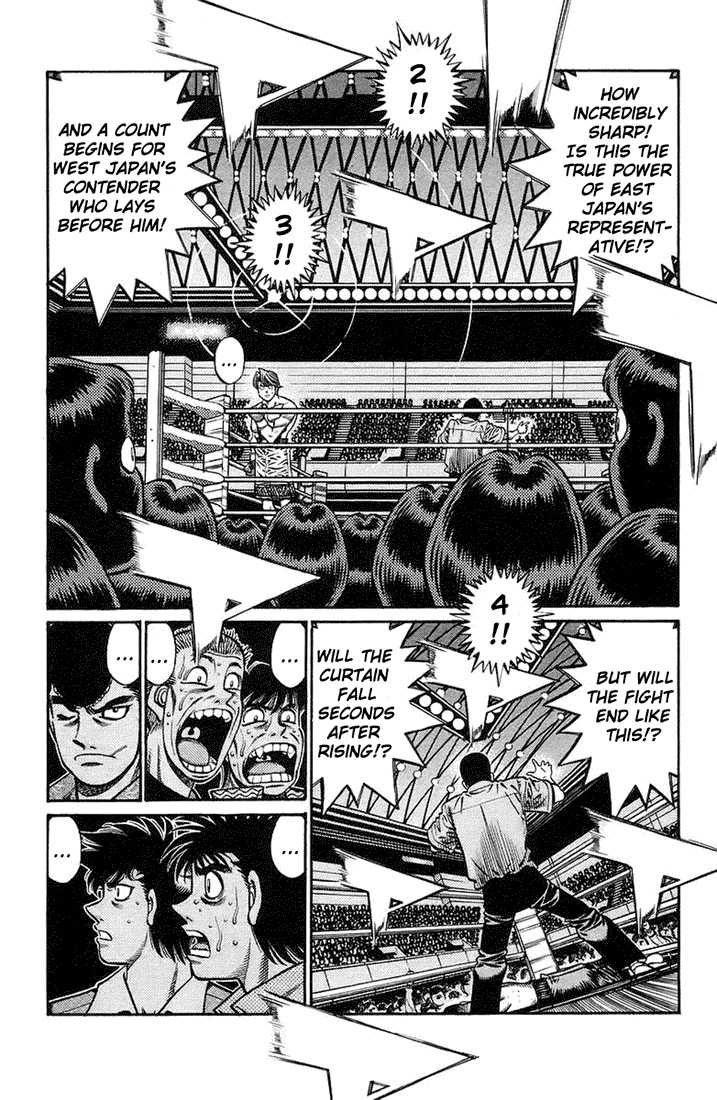 HOW
INCREDIBLY
SHARP!
IS THIS THE
TRUE POWER
OF EAST
JAPAN'S
REPRESENT-
ATIVE!?
2
!!
AND A COUNT
BEGINS FOR
WEST JAPAN'S
CONTENDER
WHO LAYS
BEFORE HIM!
3
!!
...
4
!!
BUT WILL
THE FIGHT
END LIKE
THIS!?
WILL THE
CURTAIN
FALL
SECONDS
AFTER
RISING!?
...
...
...
...